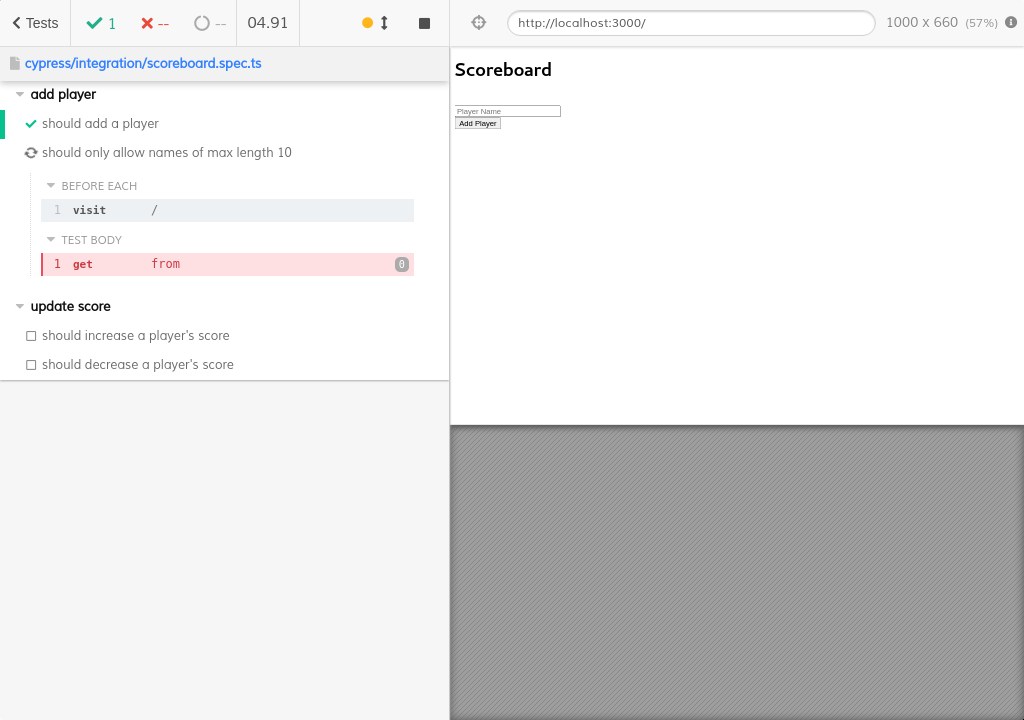 Tests 1 -- -- 04.91
cypress/integration/scoreboard.spec.ts
add player
should add a player
should only allow names of max length 10
BEFORE EACH
1 visit /
TEST BODY
1 get from 0
update score
should increase a player's score
should decrease a player's score
http://localhost:3000/ 1000 x 660 (57%)
Scoreboard
Player Name
Add Player